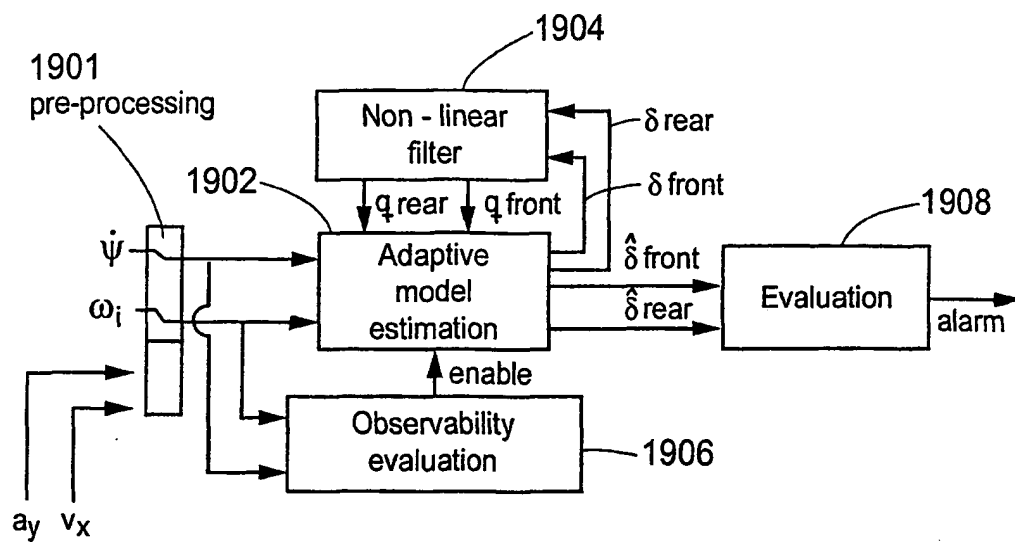 1904
1901
pre-processing
Non - linear
filter
δ rear
δ front
1902
q rear
q front
1908
ψ̇
Adaptive
model
estimation
δ̂ front
δ̂ rear
Evaluation
alarm
ωi
enable
Observability
evaluation
1906
ay
vx